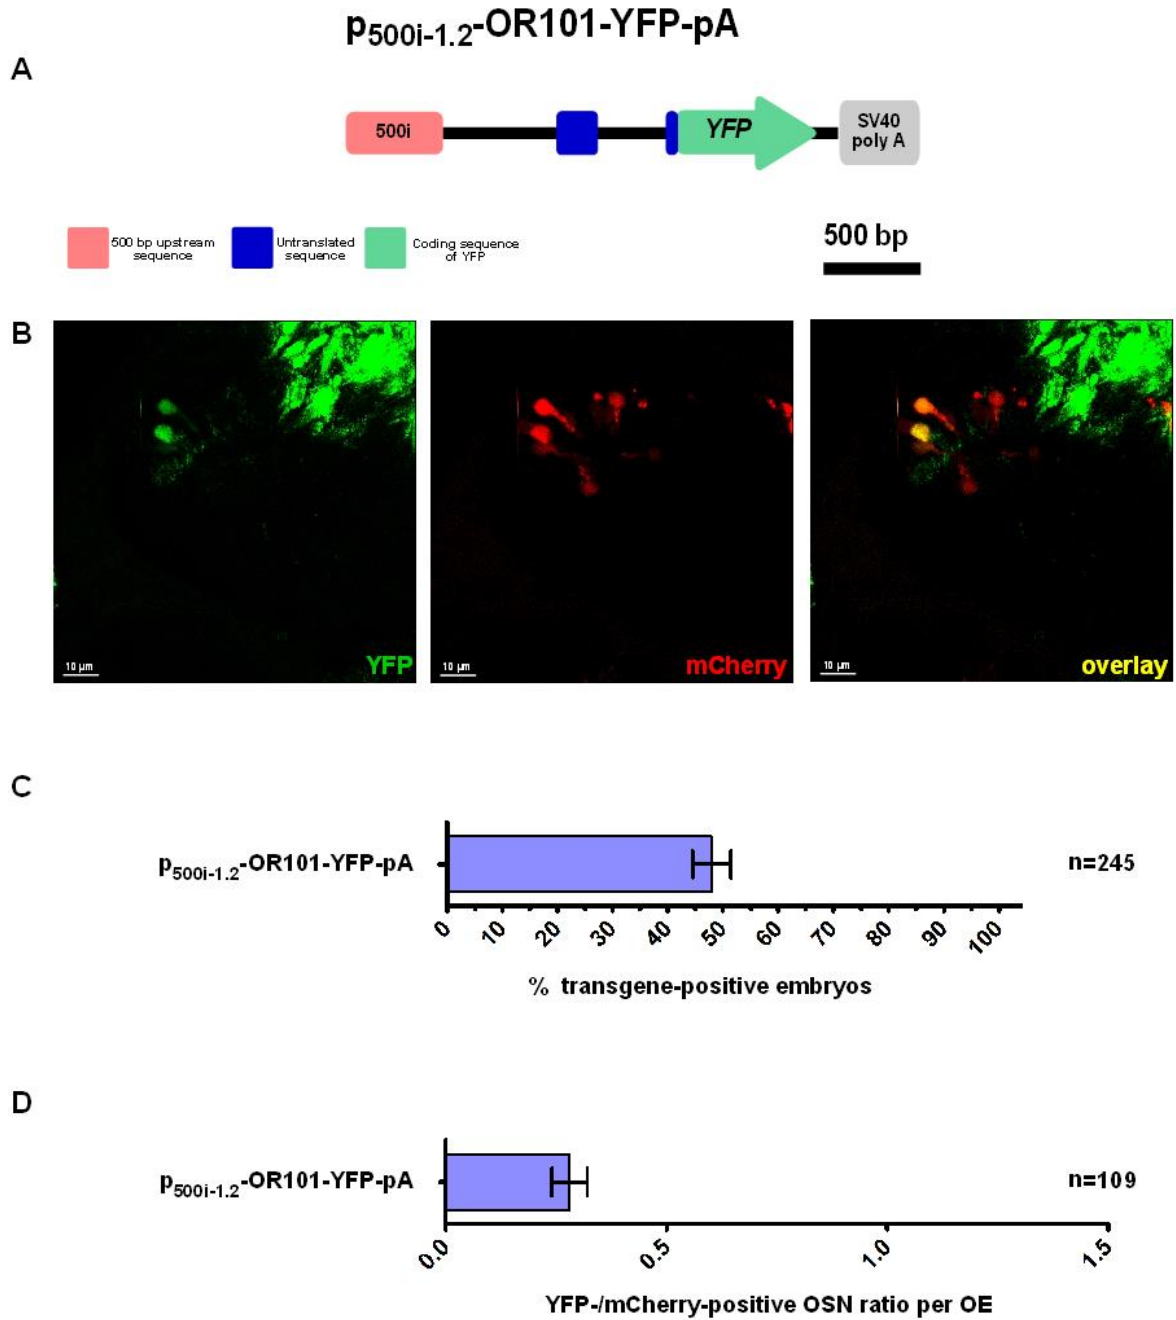 p500i-1.2-OR101-YFP-pA
A
500i
YFP
SV40
poly A
500 bp upstream
sequence
Untranslated
sequence
Coding sequence
of YFP
500 bp
B
10 µm
YFP
10 µm
mCherry
10 µm
overlay
C
p500i-1.2-OR101-YFP-pA
n=245
0 10 20 30 40 50 60 70 80 90 100
% transgene-positive embryos
D
p500i-1.2-OR101-YFP-pA
n=109
0.0 0.5 1.0 1.5
YFP-/mCherry-positive OSN ratio per OE